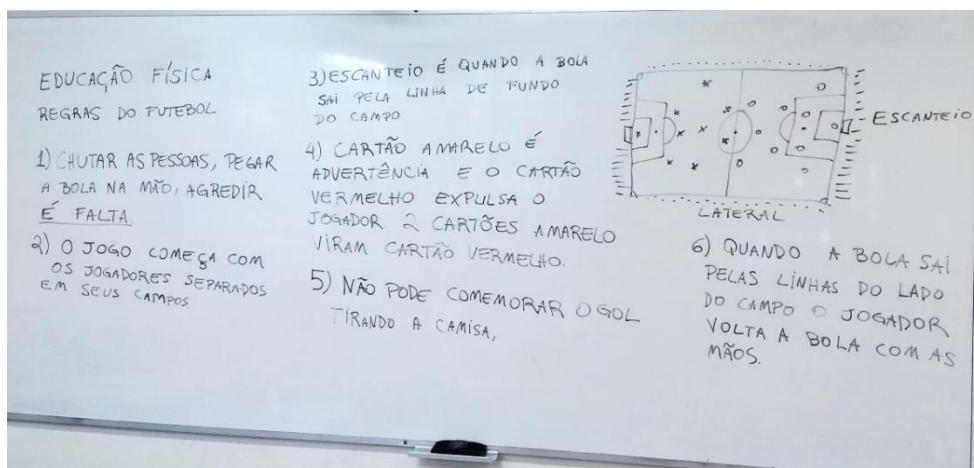 EDUCAÇÃO FÍSICA
REGRAS DO FUTEBOL
1) CHUTAR AS PESSOAS, PEGAR
A BOLA NA MÃO, AGREDIR
É FALTA.
2) O JOGO COMEÇA COM
OS JOGADORES SEPARADOS
EM SEUS CAMPOS
3) ESCANTEIO É QUANDO A BOLA
SAI PELA LINHA DE FUNDO
DO CAMPO
4) CARTÃO AMARELO É
ADVERTÊNCIA E O CARTÃO
VERMELHO EXPULSA O
JOGADOR 2 CARTÕES AMARELO
VIRAM CARTÃO VERMELHO.
5) NÃO PODE COMEMORAR O GOL
TIRANDO A CAMISA,
ESCANTEIO
LATERAL
6) QUANDO A BOLA SAI
PELAS LINHAS DO LADO
DO CAMPO O JOGADOR
VOLTA A BOLA COM AS
MÃOS.